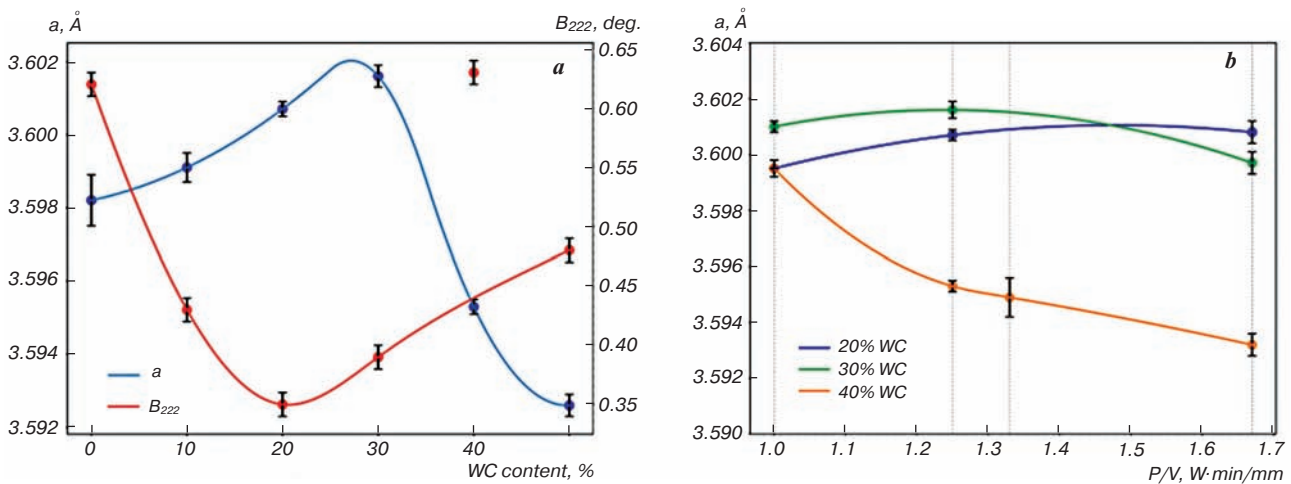 a, Å
B222, deg.
a
3.602
3.600
3.598
3.596
3.594
3.592
0.65
0.60
0.55
0.50
0.45
0.40
0.35
a
B222
0
10
20
30
40
WC content, %
a, Å
b
3.604
3.602
3.600
3.598
3.596
3.594
3.592
3.590
20% WC
30% WC
40% WC
1.0
1.1
1.2
1.3
1.4
1.5
1.6
1.7
P/V, W·min/mm